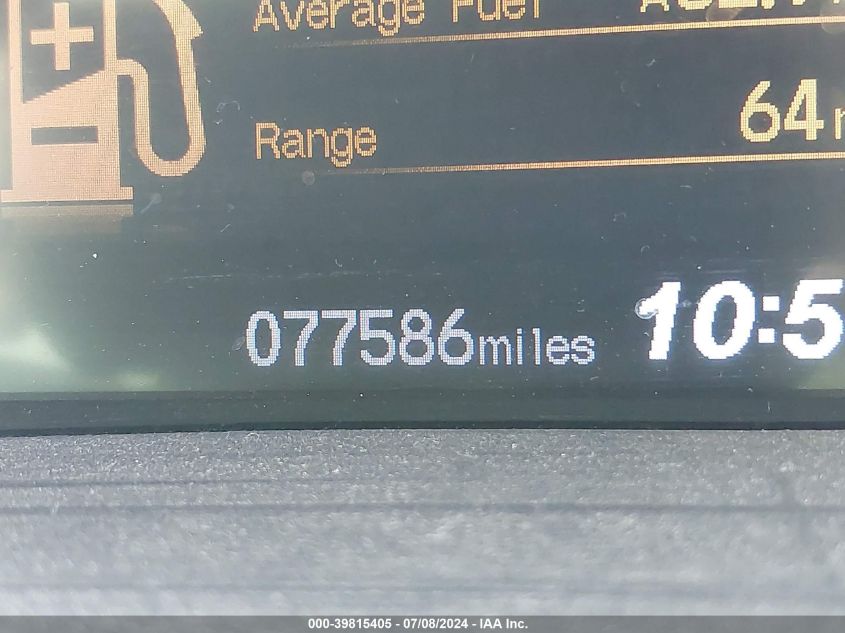 Average Fuel
Range 64
077586miles 10:5
000-39815405 - 07/08/2024 - IAA Inc.